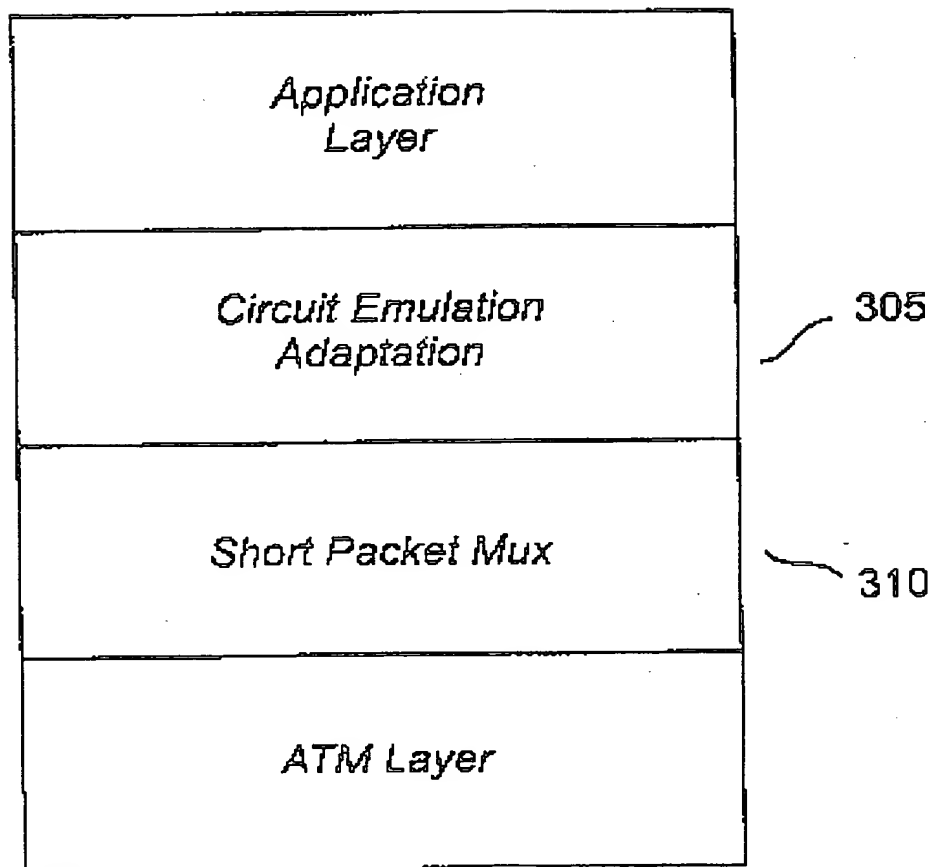 Application
Layer
Circuit Emulation
Adaptation
305
Short Packet Mux
310
ATM Layer